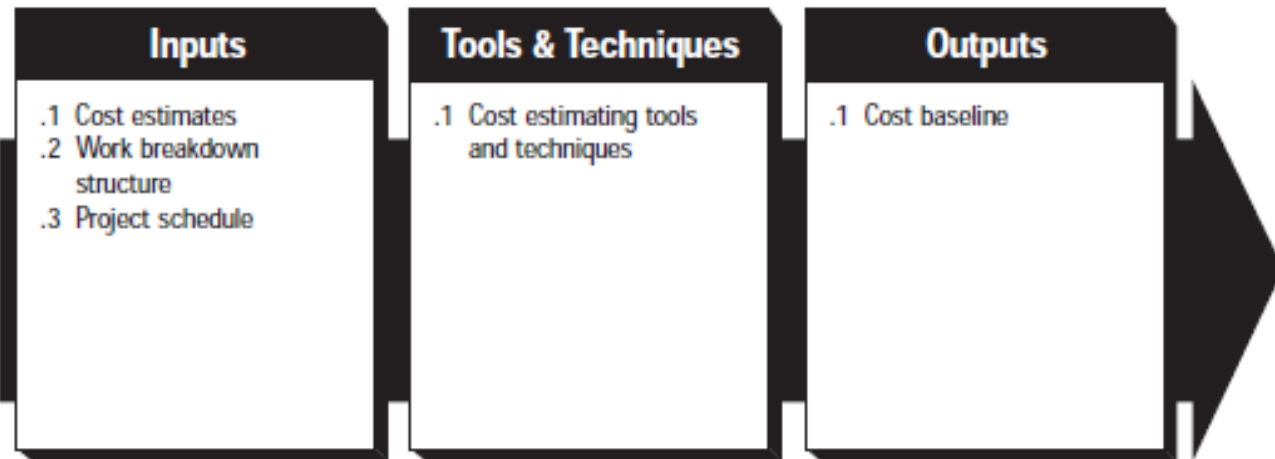 Inputs
.1 Cost estimates
.2 Work breakdown
structure
.3 Project schedule
Tools & Techniques
.1 Cost estimating tools
and techniques
Outputs
.1 Cost baseline